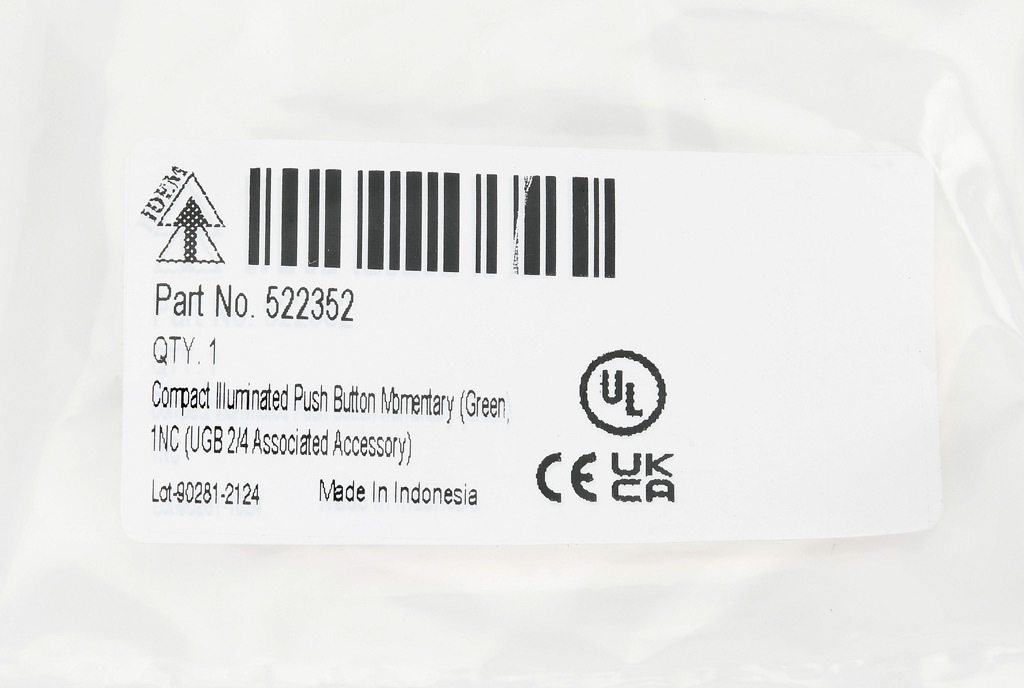 IDEM
Part No. 522352
QTY. 1
Compact Illuminated Push Button Momentary (Green)
1NC (UGB 2/4 Associated Accessory)
Lot-90281-2124 Made In Indonesia
UL
CE UK
CA